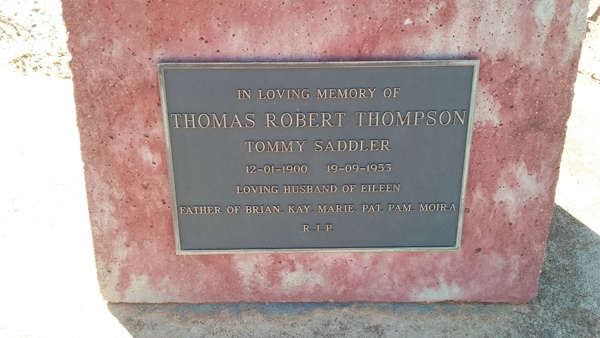 IN LOVING MEMORY OF
THOMAS ROBERT THOMPSON
TOMMY SADDLER
12-01-1900 19-09-1953
LOVING HUSBAND OF EILEEN
FATHER OF BRIAN. KAY. MARIE. PAT. PAM. MOIRA
R.I.P.